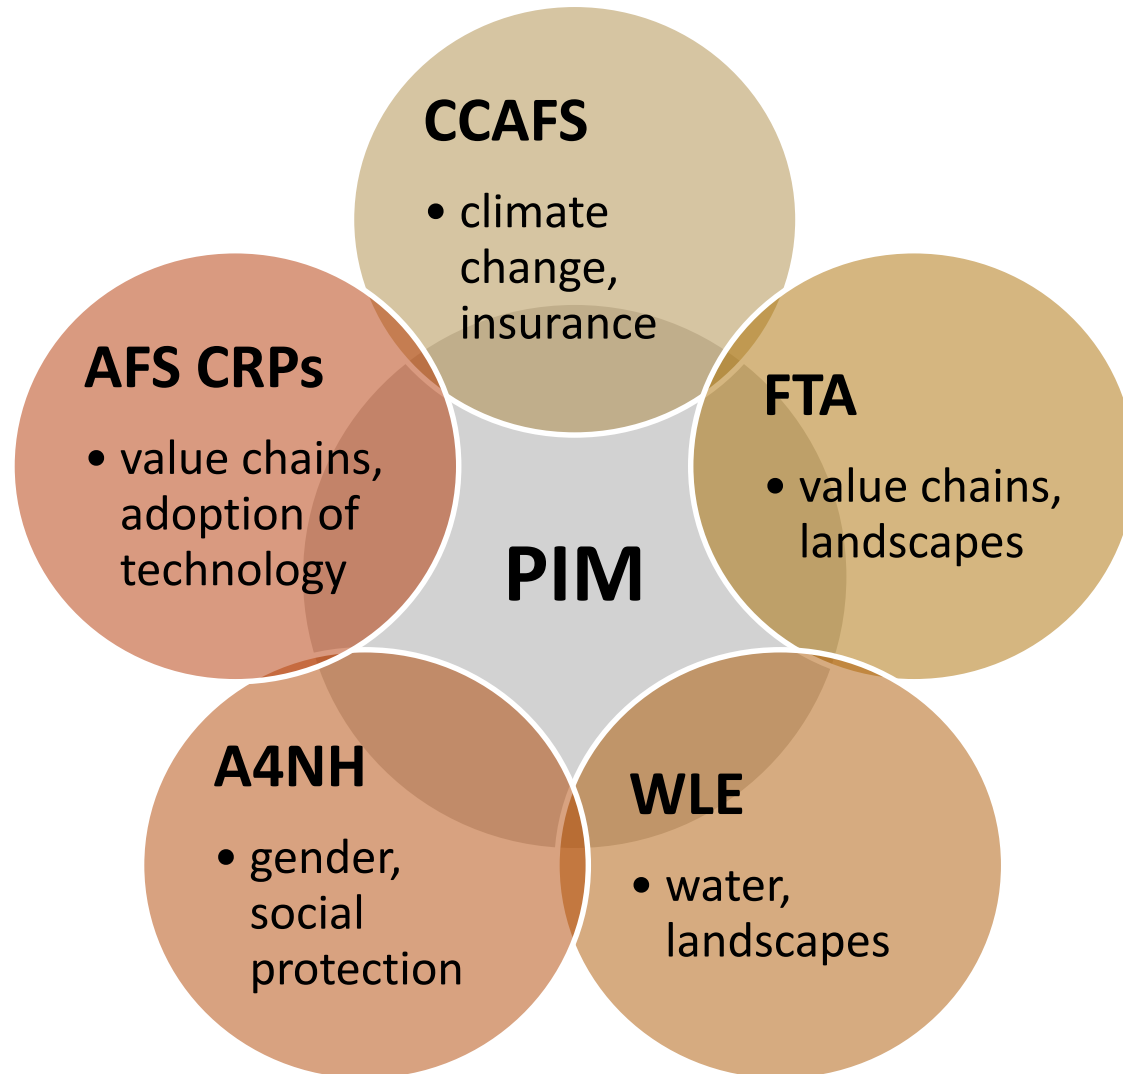 CCAFS
• climate
change,
insurance
AFS CRPs
• value chains,
adoption of
technology
FTA
• value chains,
landscapes
PIM
A4NH
• gender,
social
protection
WLE
• water,
landscapes